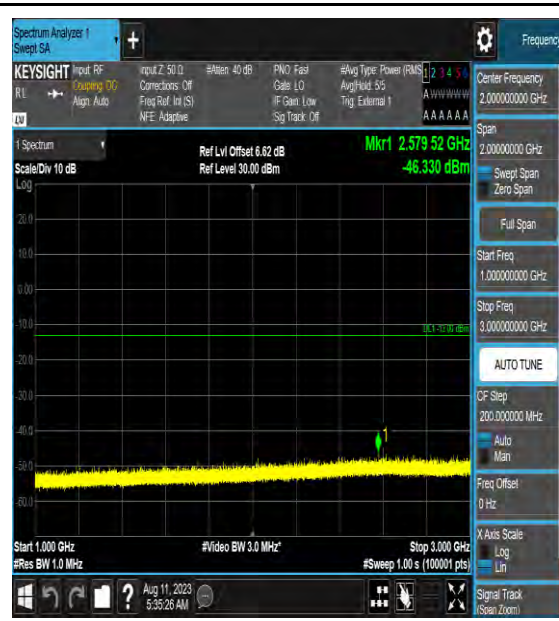 Spectrum Analyzer 1
Swept SA
Frequency
KEYSIGHT Input: RF Input Z: 50 Ω #Atten: 40 dB PNO: Fast #Avg Type: Power (RMS 1 2 3 4 5 6
RL Coupling: DC Corrections: Off Gate: LO Avg|Hold: 5/5 A W W W W W
Align: Auto Freq Ref: Int (S) IF Gain: Low Trig: External 1
LW NFE: Adaptive Sig Track: Off A A A A A A
1 Spectrum
Scale/Div 10 dB
Ref Lvl Offset 6.62 dB
Ref Level 30.00 dBm
Mkr1 2.579 52 GHz
-46.330 dBm
Log
20.0
10.0
0.00
-10.0
DL1 -13.00 dBm
-20.0
-30.0
-40.0
1
-50.0
-60.0
Start 1.000 GHz #Video BW 3.0 MHz* Stop 3.000 GHz
#Res BW 1.0 MHz #Sweep 1.00 s (100001 pts)
?
Aug 11, 2023
5:35:26 AM
Center Frequency
2.000000000 GHz
Span
2.00000000 GHz
Swept Span
Zero Span
Full Span
Start Freq
1.000000000 GHz
Stop Freq
3.000000000 GHz
AUTO TUNE
CF Step
200.000000 MHz
Auto
Man
Freq Offset
0 Hz
X Axis Scale
Log
Lin
Signal Track
(Span Zoom)